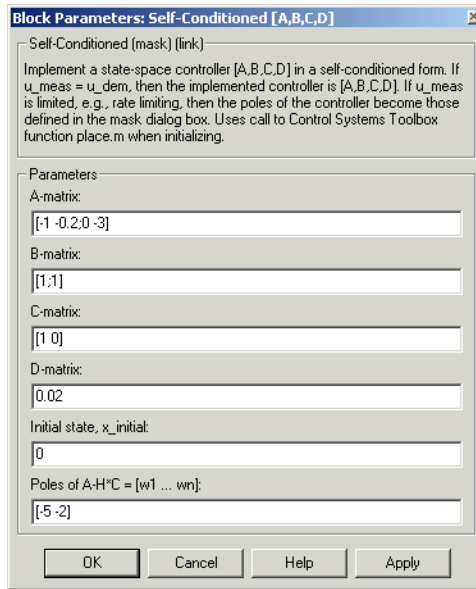 Block Parameters: Self-Conditioned [A,B,C,D]
Self-Conditioned (mask) (link)
Implement a state-space controller [A,B,C,D] in a self-conditioned form. If
u_meas = u_dem, then the implemented controller is [A,B,C,D]. If u_meas
is limited, e.g., rate limiting, then the poles of the controller become those
defined in the mask dialog box. Uses call to Control Systems Toolbox
function place.m when initializing.
Parameters
A-matrix:
[-1 -0.2;0 -3]
B-matrix:
[1;1]
C-matrix:
[1 0]
D-matrix:
0.02
Initial state, x_initial:
0
Poles of A-H*C = [w1 ... wn]:
[-5 -2]
OK Cancel Help Apply